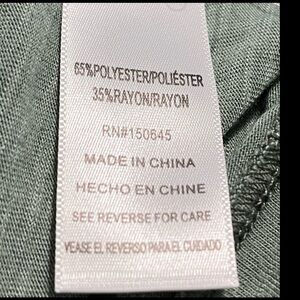 65%POLYESTER/POLIÉSTER
35%RAYON/RAYON
RN#150645
MADE IN CHINA
HECHO EN CHINE
SEE REVERSE FOR CARE
VEASE EL REVERSO PARA EL CUIDADO